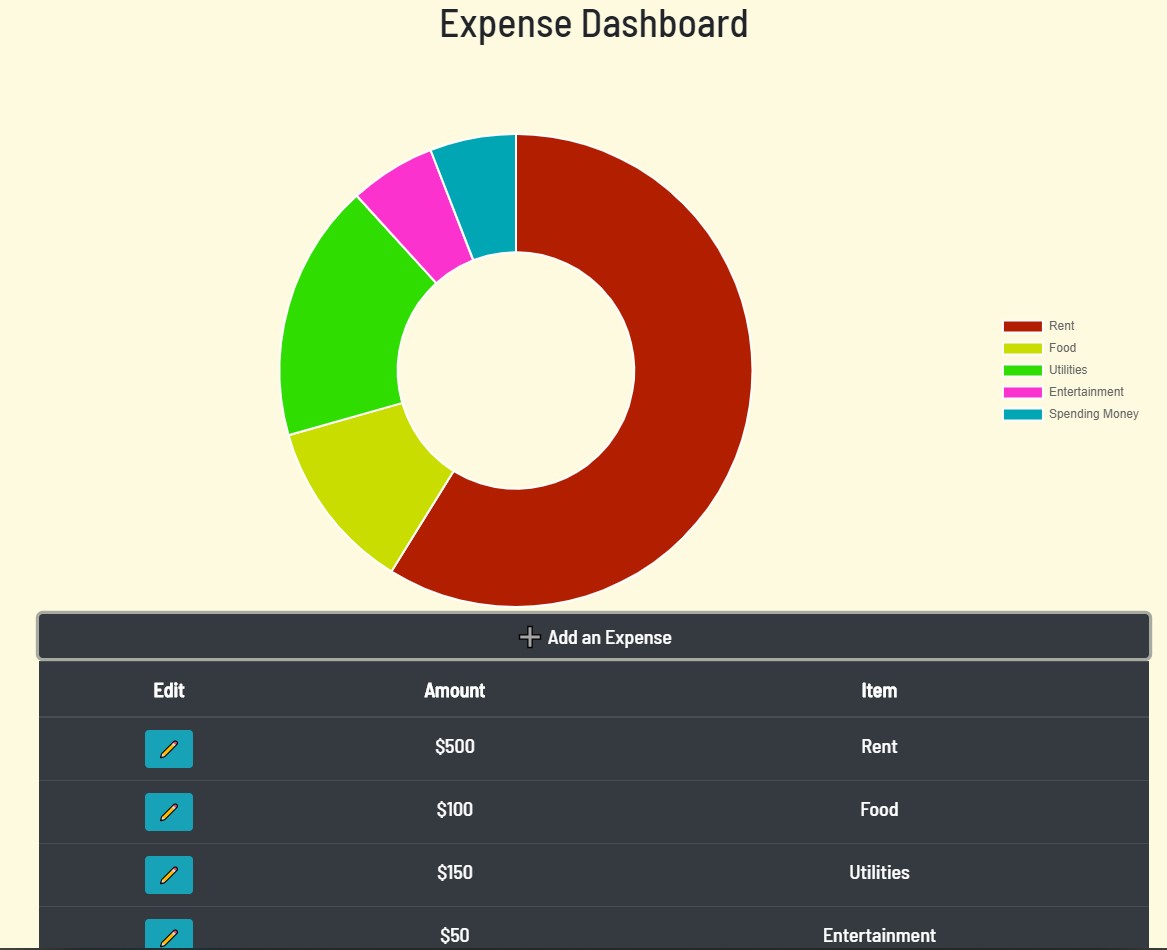 Expense Dashboard
Rent
Food
Utilities
Entertainment
Spending Money
Add an Expense
Edit Amount Item
$500 Rent
$100 Food
$150 Utilities
$50 Entertainment